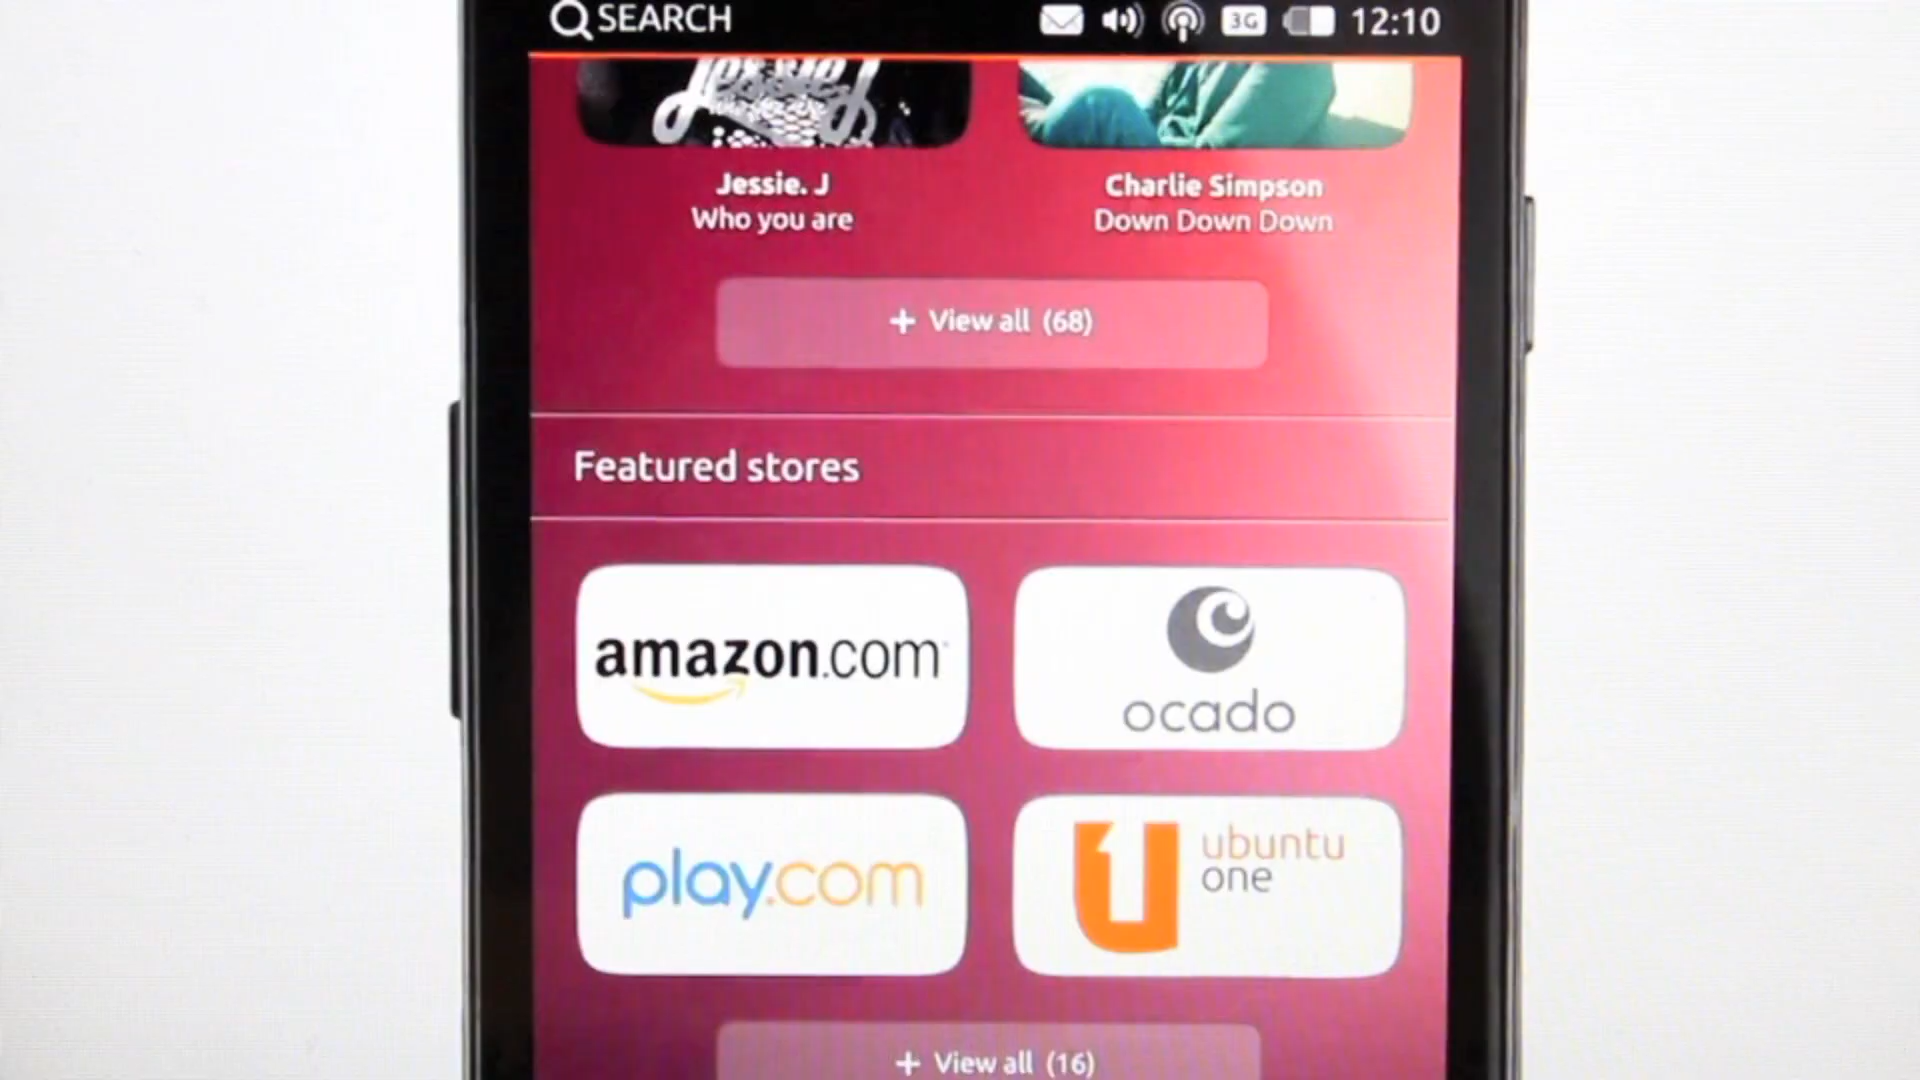 SEARCH 3G 12:10
Jessie J
Jessie. J
Who you are
Charlie Simpson
Down Down Down
+ View all (68)
Featured stores
amazon.com
ocado
play.com
ubuntu
one
+ View all (16)